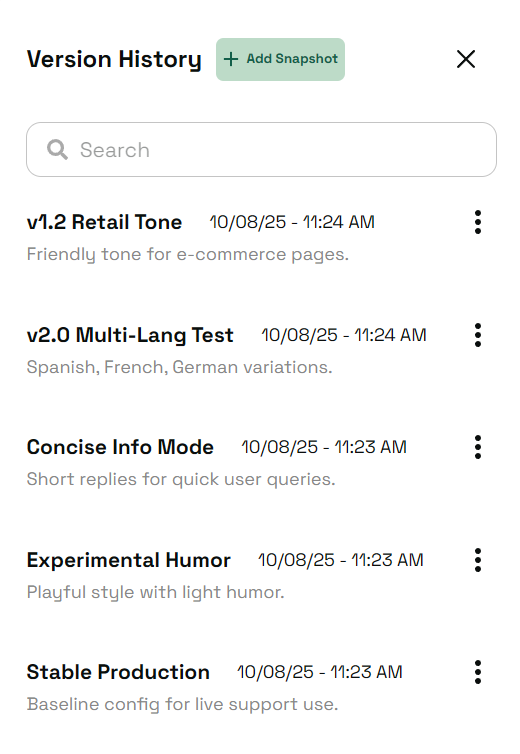 Version History + Add Snapshot
Search
v1.2 Retail Tone 10/08/25 - 11:24 AM
Friendly tone for e-commerce pages.
v2.0 Multi-Lang Test 10/08/25 - 11:24 AM
Spanish, French, German variations.
Concise Info Mode 10/08/25 - 11:23 AM
Short replies for quick user queries.
Experimental Humor 10/08/25 - 11:23 AM
Playful style with light humor.
Stable Production 10/08/25 - 11:23 AM
Baseline config for live support use.